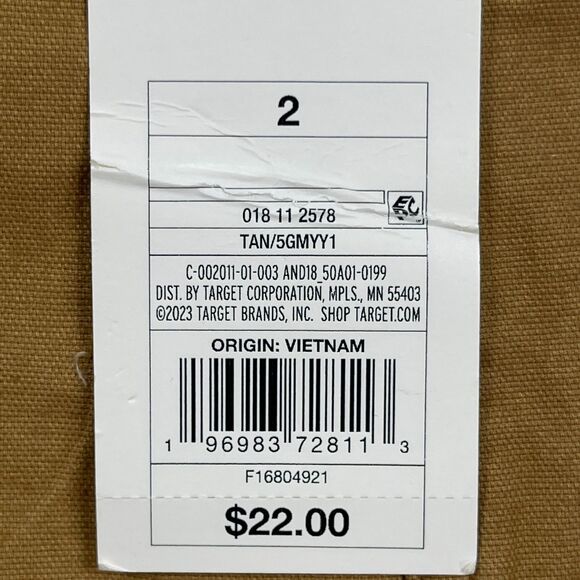 2
018 11 2578
TAN/5GMYY1
C-002011-01-003 AND18_50A01-0199
DIST. BY TARGET CORPORATION, MPLS., MN 55403
©2023 TARGET BRANDS, INC. SHOP TARGET.COM
ORIGIN: VIETNAM
1 96983 72811 3
F16804921
$22.00